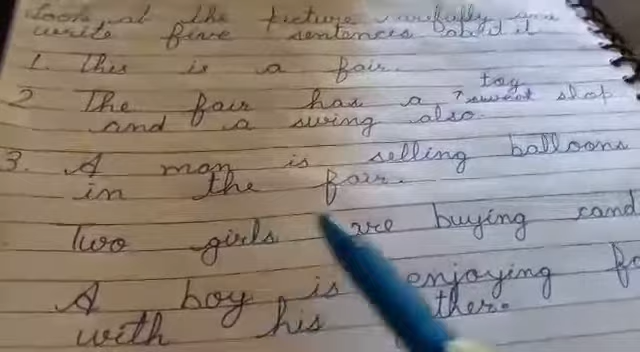 Look at the picture carefully and
write five sentences about it
1. This is a fair.
toy
2 The fair has a sweet shop
and a swing also.
3. A man is selling balloons
in the fair.
Two girls are buying
A boy is enjoying
with his